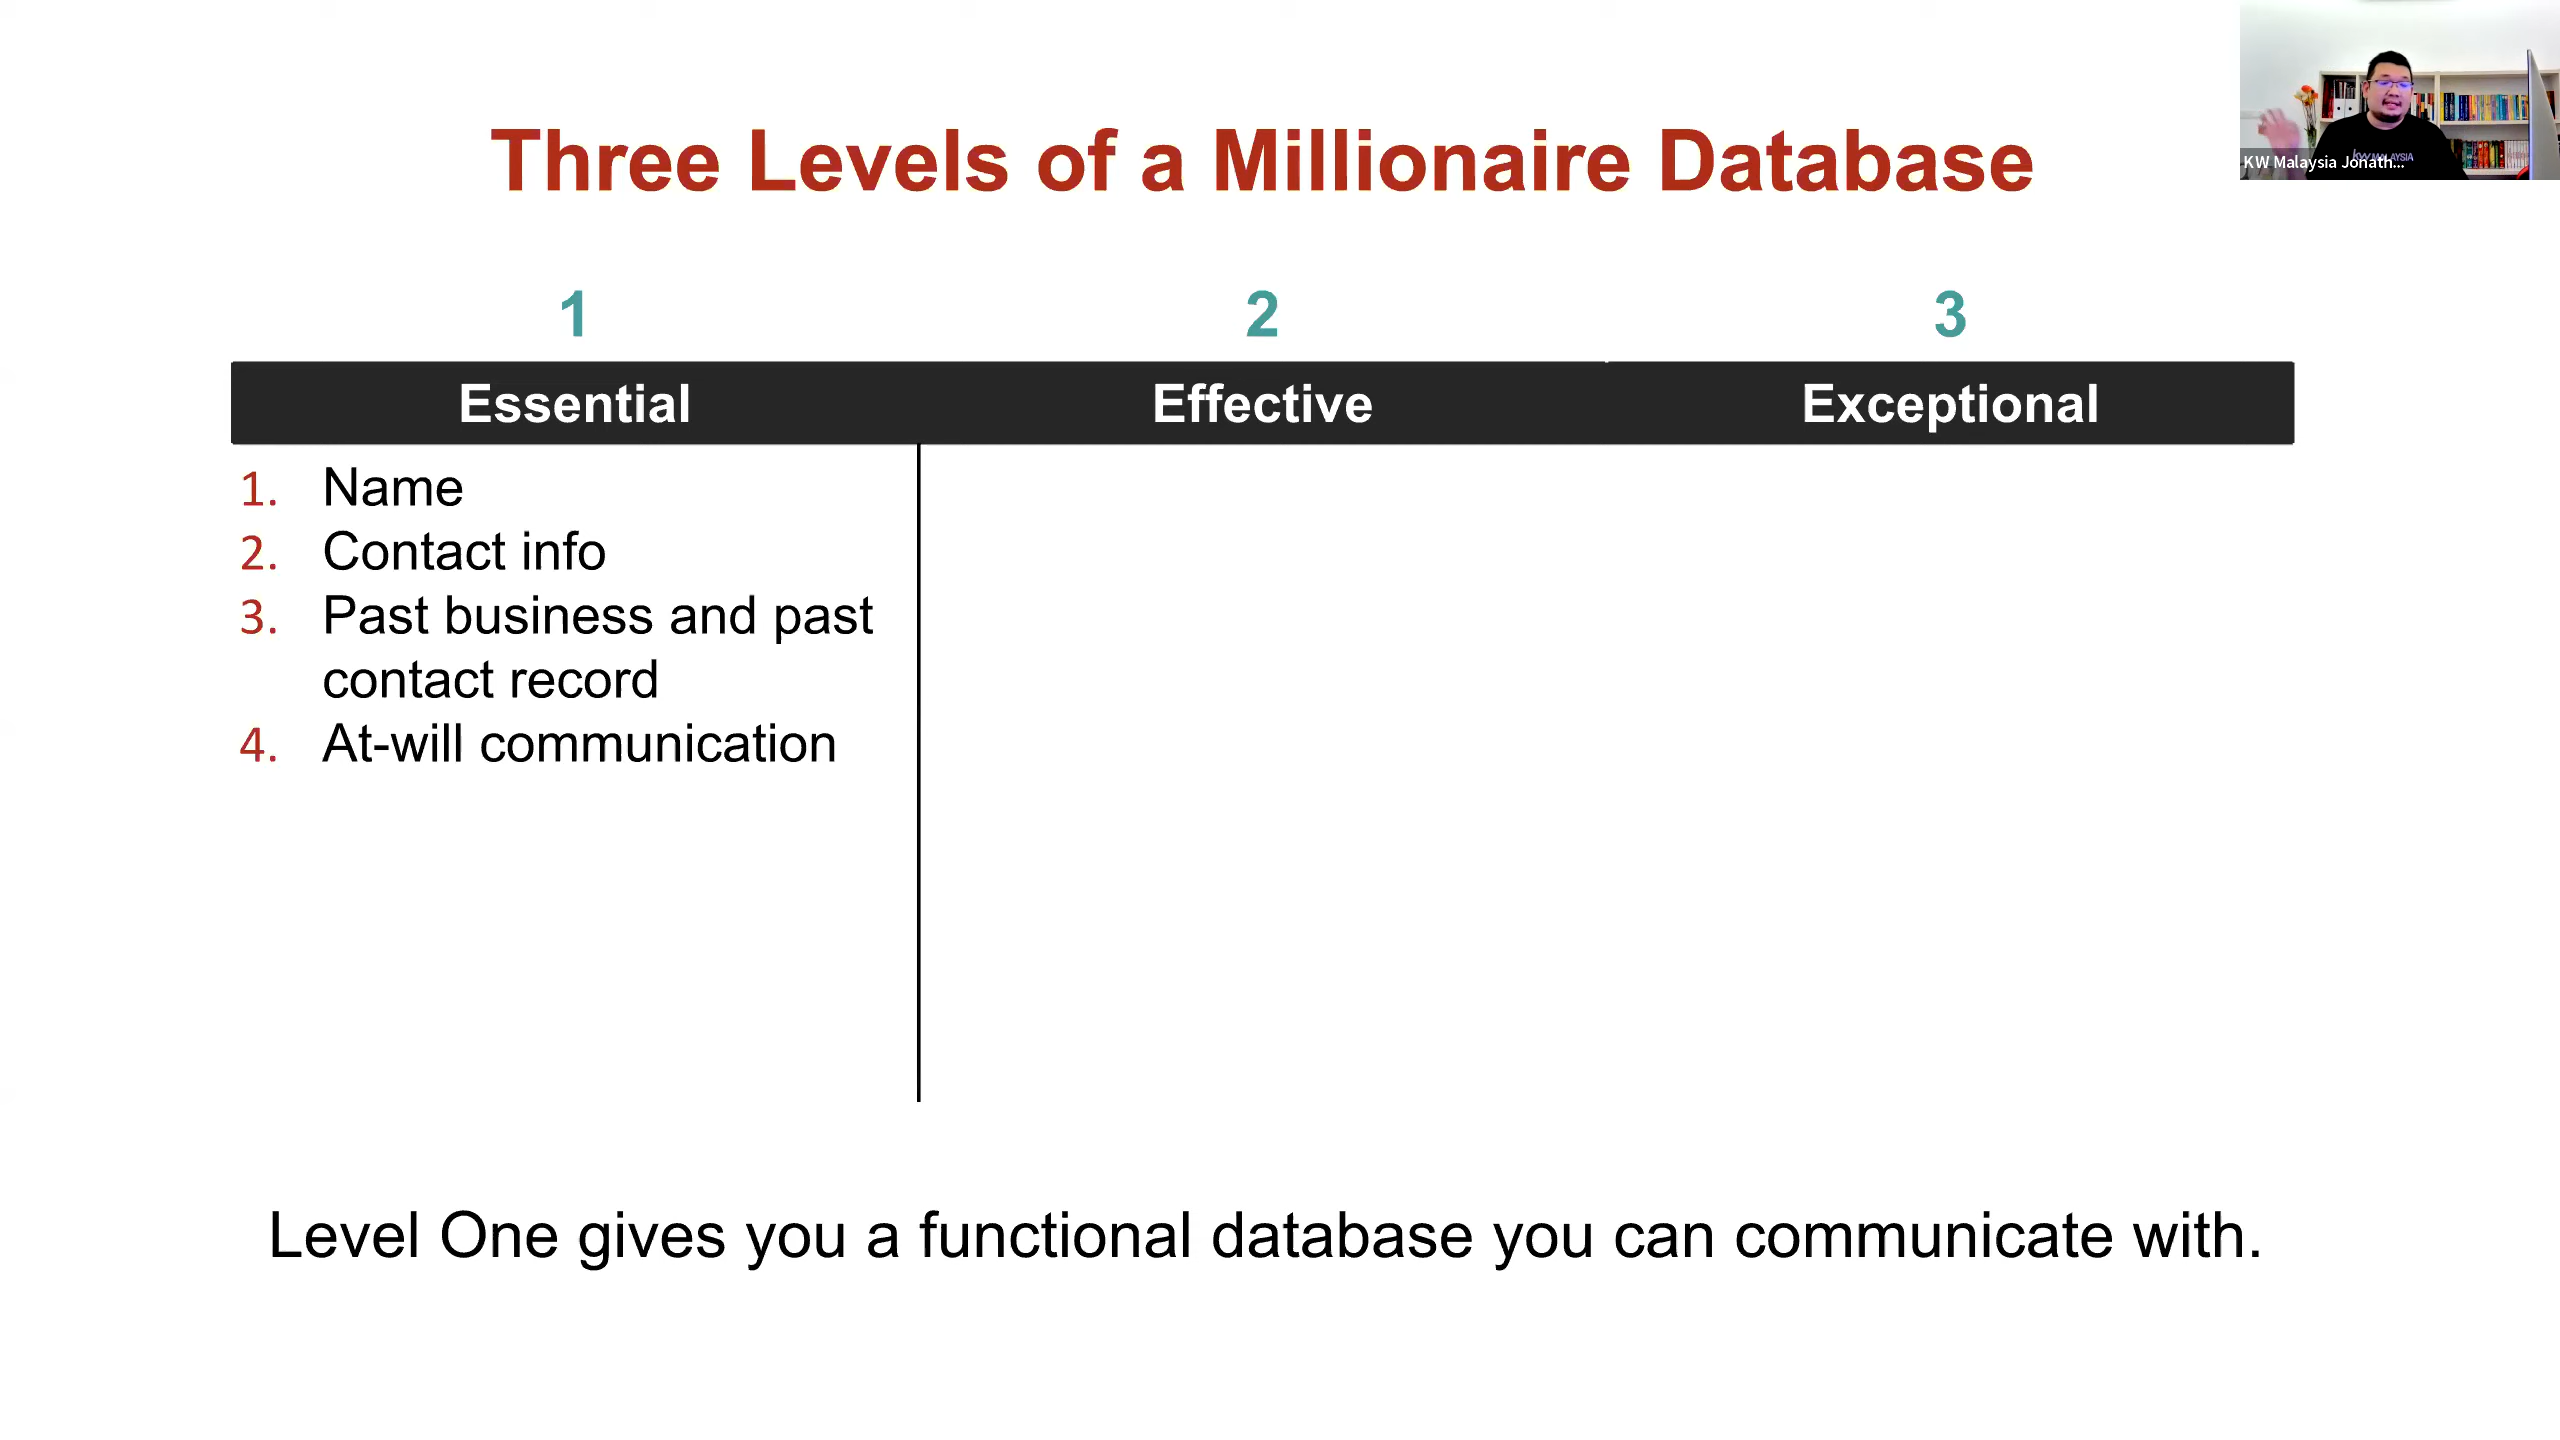 Three Levels of a Millionaire Database
KW Malaysia Jonath...
1 2 3
Essential Effective Exceptional
1. Name
2. Contact info
3. Past business and past
contact record
4. At-will communication
Level One gives you a functional database you can communicate with.